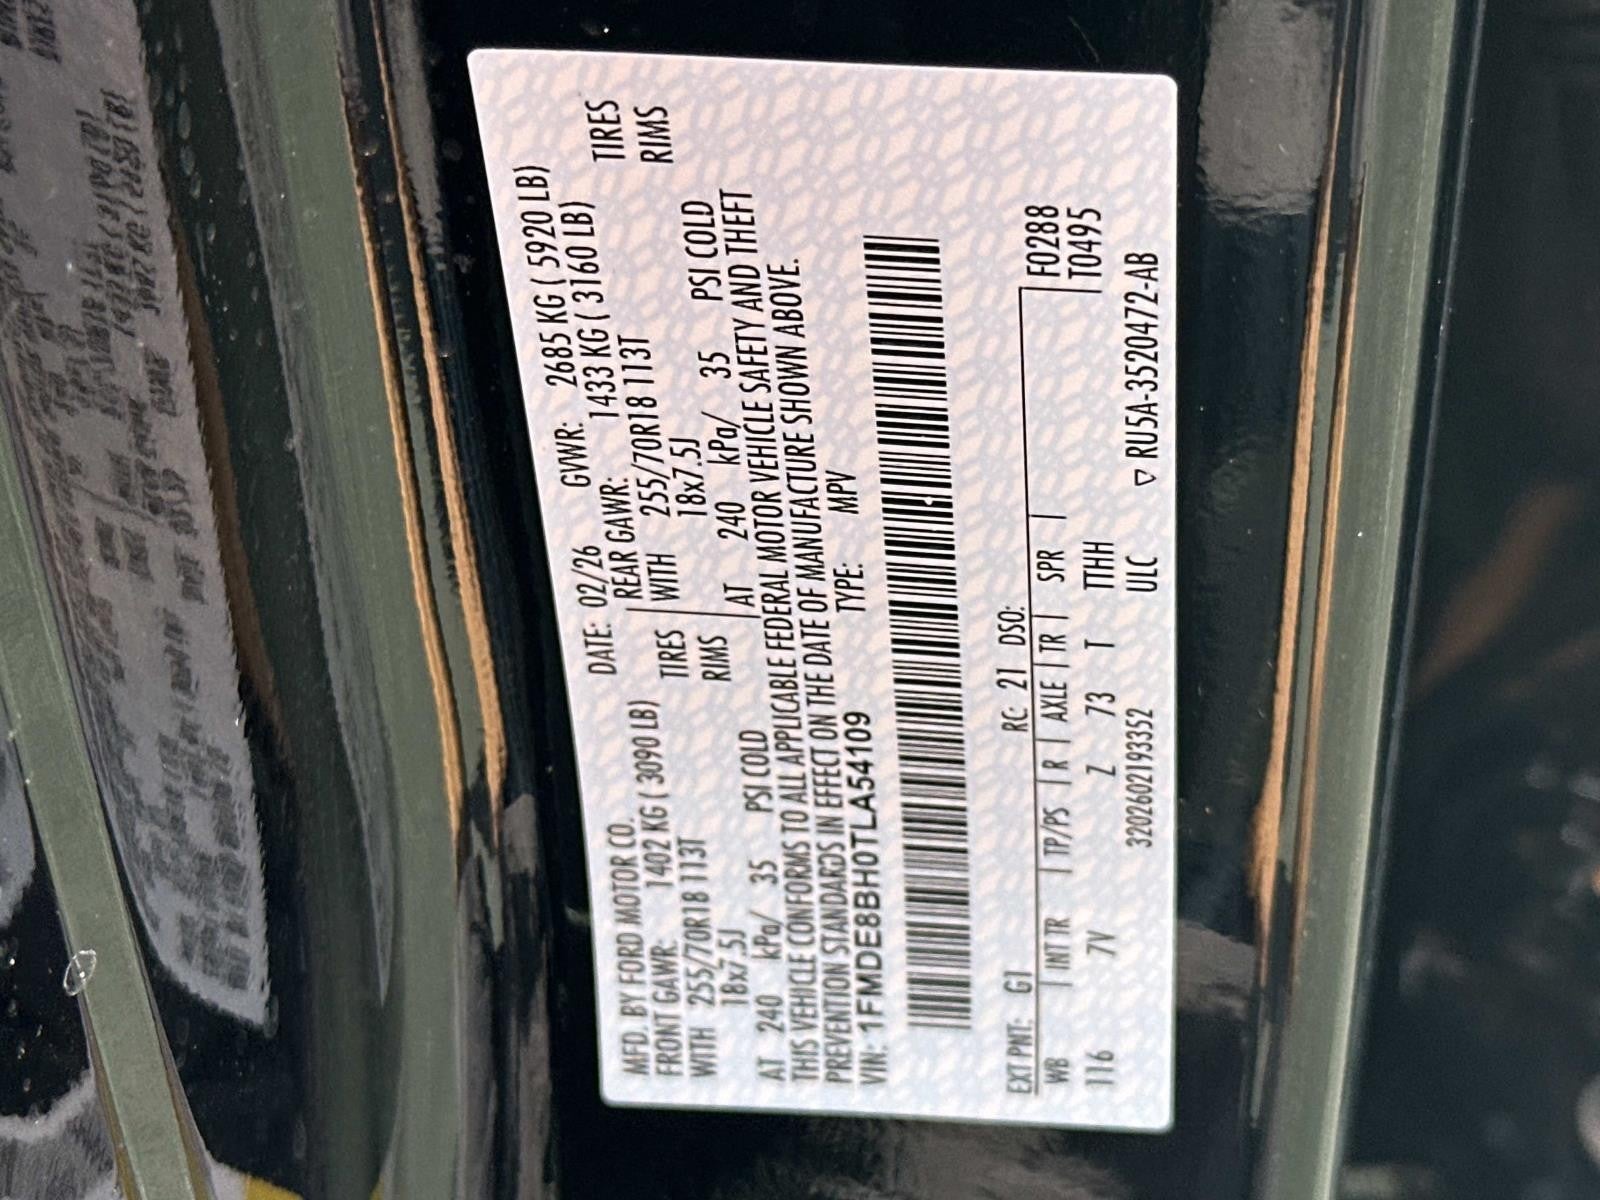 MFD. BY FORD MOTOR CO.
DATE: 02/26 GVWR: 2685 KG ( 5920 LB)
FRONT GAWR: 1402 KG ( 3090 LB) REAR GAWR: 1433 KG ( 3160 LB)
WITH 255/70R18 113T TIRES WITH 255/70R18 113T TIRES
18x7.5J RIMS 18x7.5J RIMS
AT 240 kPa/ 35 PSI COLD AT 240 kPa/ 35 PSI COLD
THIS VEHICLE CONFORMS TO ALL APPLICABLE FEDERAL MOTOR VEHICLE SAFETY AND THEFT
PREVENTION STANDARDS IN EFFECT ON THE DATE OF MANUFACTURE SHOWN ABOVE.
VIN: 1FMDE8BH0TLA54109 TYPE: MPV
EXT PNT: G1 RC: 21 DSO: F0288
WB INT TR TP/PS R AXLE TR SPR T0495
116 7V Z 73 T TTHH
3202602193352 ULC ▽ RU5A-3520472-AB